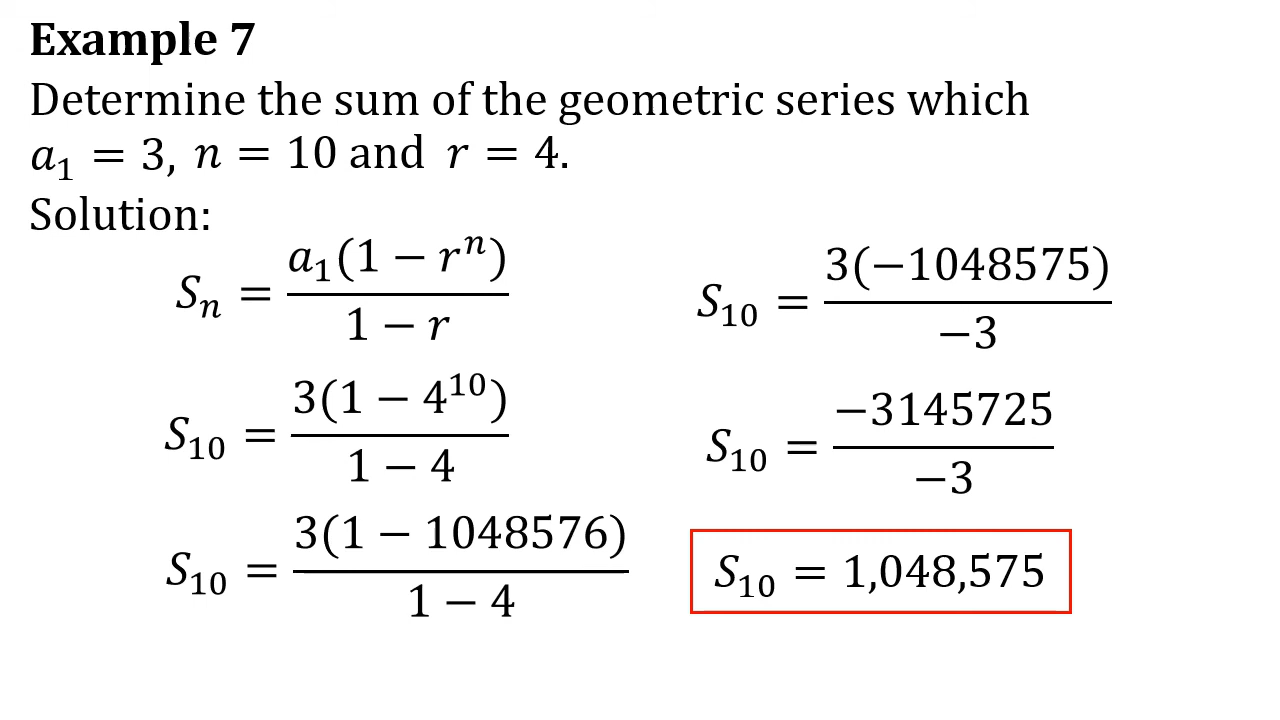 Example 7
Determine the sum of the geometric series which
a₁ = 3, n = 10 and r = 4.
Solution:
Sₙ = a₁(1 − rⁿ) / 1 − r
S₁₀ = 3(1 − 4¹⁰) / 1 − 4
S₁₀ = 3(1 − 1048576) / 1 − 4
S₁₀ = 3(−1048575) / −3
S₁₀ = −3145725 / −3
S₁₀ = 1,048,575